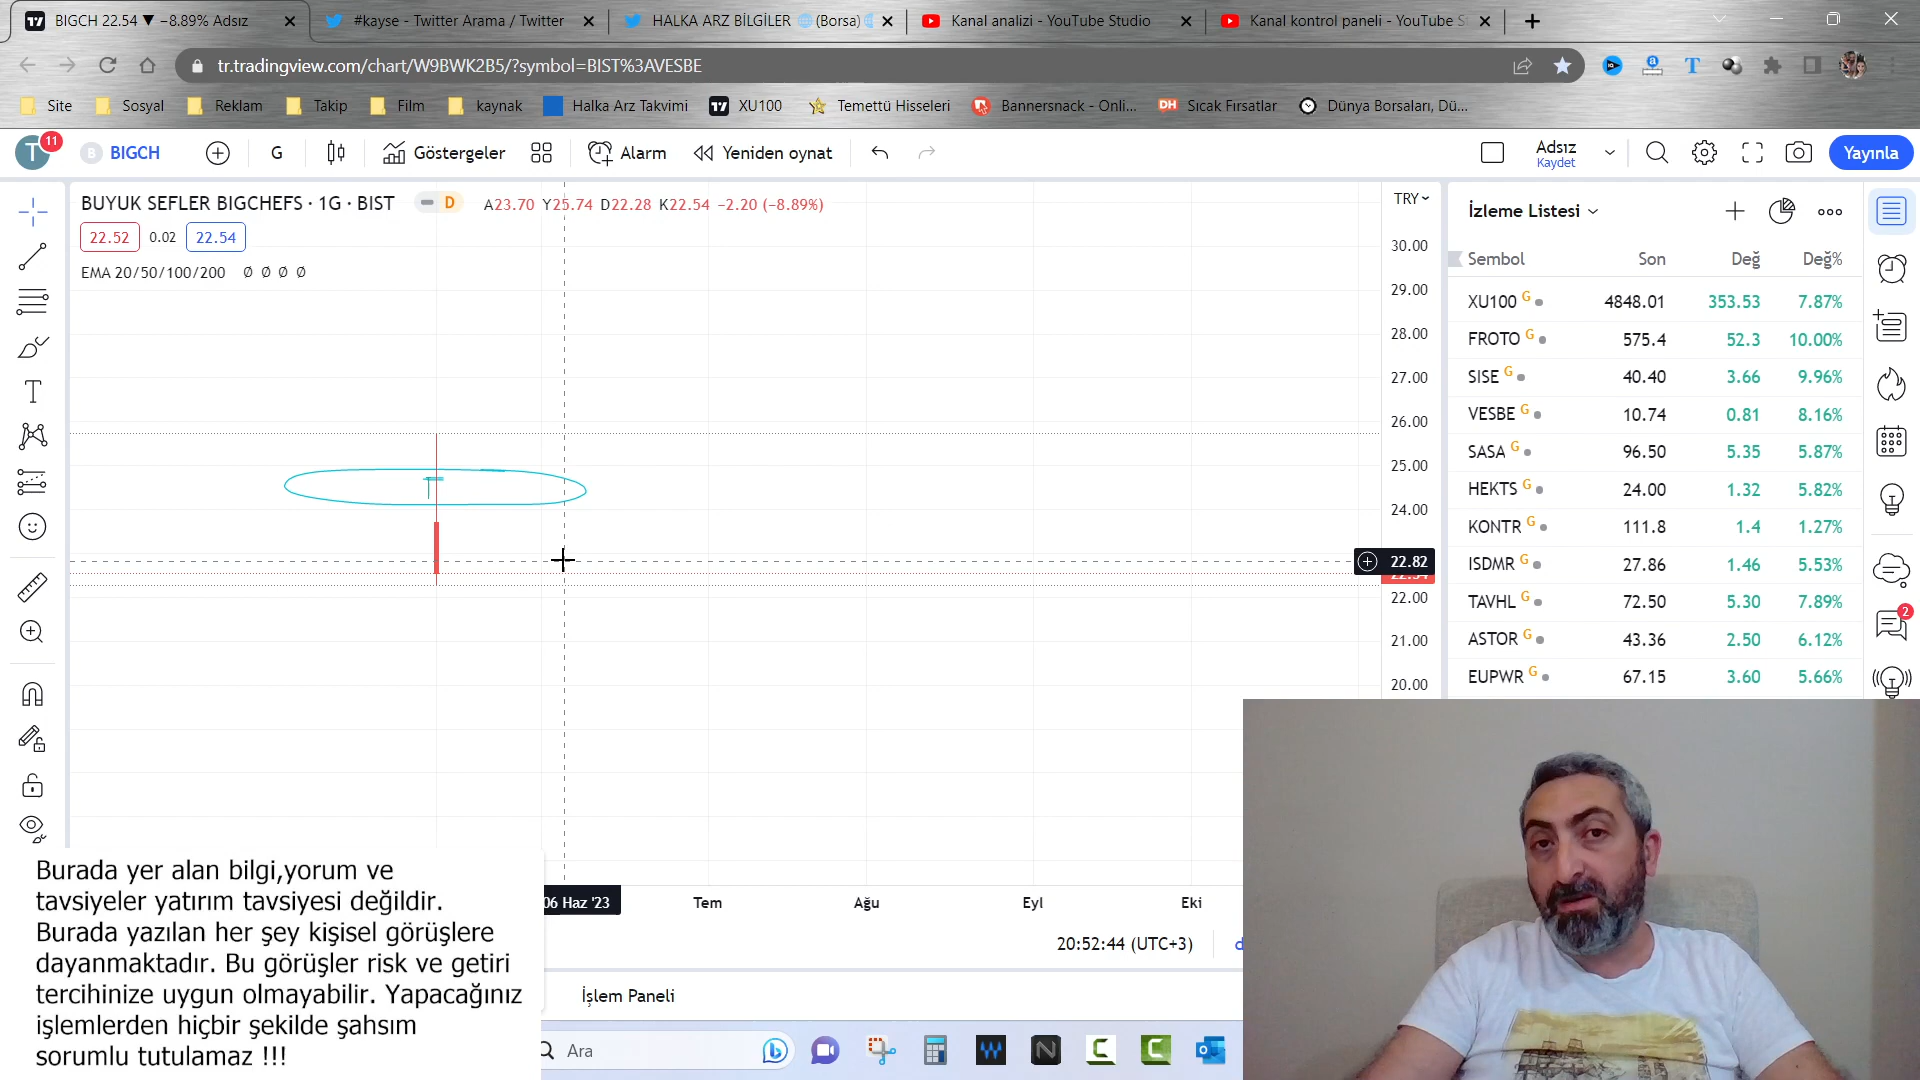 BIGCH 22.54 ▼ −8.89% Adsız
#kayse - Twitter Arama / Twitter
HALKA ARZ BİLGİLER 🌐(Borsa)
Kanal analizi - YouTube Studio
Kanal kontrol paneli - YouTube S
tr.tradingview.com/chart/W9BWK2B5/?symbol=BIST%3AVESBE
Site
Sosyal
Reklam
Takip
Film
kaynak
Halka Arz Takvimi
XU100
Temettü Hisseleri
Bannersnack - Onli...
DH Sıcak Fırsatlar
Dünya Borsaları, Dü...
T 11
B BIGCH
G
Göstergeler
Alarm
Yeniden oynat
Adsız
Kaydet
Yayınla
BUYUK SEFLER BIGCHEFS · 1G · BIST
D
A23.70 Y25.74 D22.28 K22.54 −2.20 (−8.89%)
22.52 0.02 22.54
EMA 20/50/100/200 Ø Ø Ø Ø
TRY
30.00
29.00
28.00
27.00
26.00
25.00
24.00
22.82
22.00
21.00
20.00
06 Haz '23
Tem
Ağu
Eyl
Eki
20:52:44 (UTC+3)
İşlem Paneli
İzleme Listesi
Sembol Son Değ Değ%
XU100 G 4848.01 353.53 7.87%
FROTO G 575.4 52.3 10.00%
SISE G 40.40 3.66 9.96%
VESBE G 10.74 0.81 8.16%
SASA G 96.50 5.35 5.87%
HEKTS G 24.00 1.32 5.82%
KONTR G 111.8 1.4 1.27%
ISDMR G 27.86 1.46 5.53%
TAVHL G 72.50 5.30 7.89%
ASTOR G 43.36 2.50 6.12%
EUPWR G 67.15 3.60 5.66%
2
Burada yer alan bilgi,yorum ve
tavsiyeler yatırım tavsiyesi değildir.
Burada yazılan her şey kişisel görüşlere
dayanmaktadır. Bu görüşler risk ve getiri
tercihinize uygun olmayabilir. Yapacağınız
işlemlerden hiçbir şekilde şahsım
sorumlu tutulamaz !!!
Ara